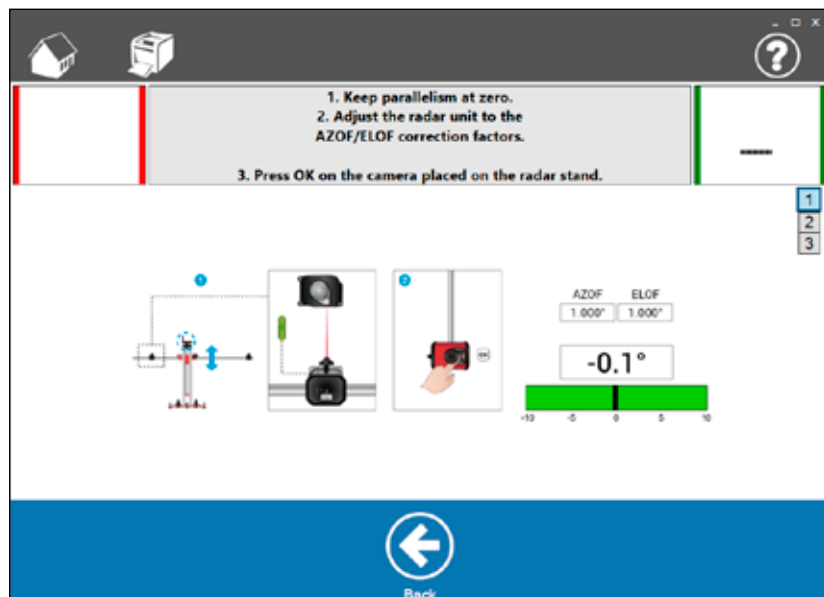 ?
1. Keep parallelism at zero.
2. Adjust the radar unit to the
AZOF/ELOF correction factors.
3. Press OK on the camera placed on the radar stand.
-----
1
2
3
1
2
OK
AZOF ELOF
1.000° 1.000°
-0.1°
-10 -5 0 5 10
Back